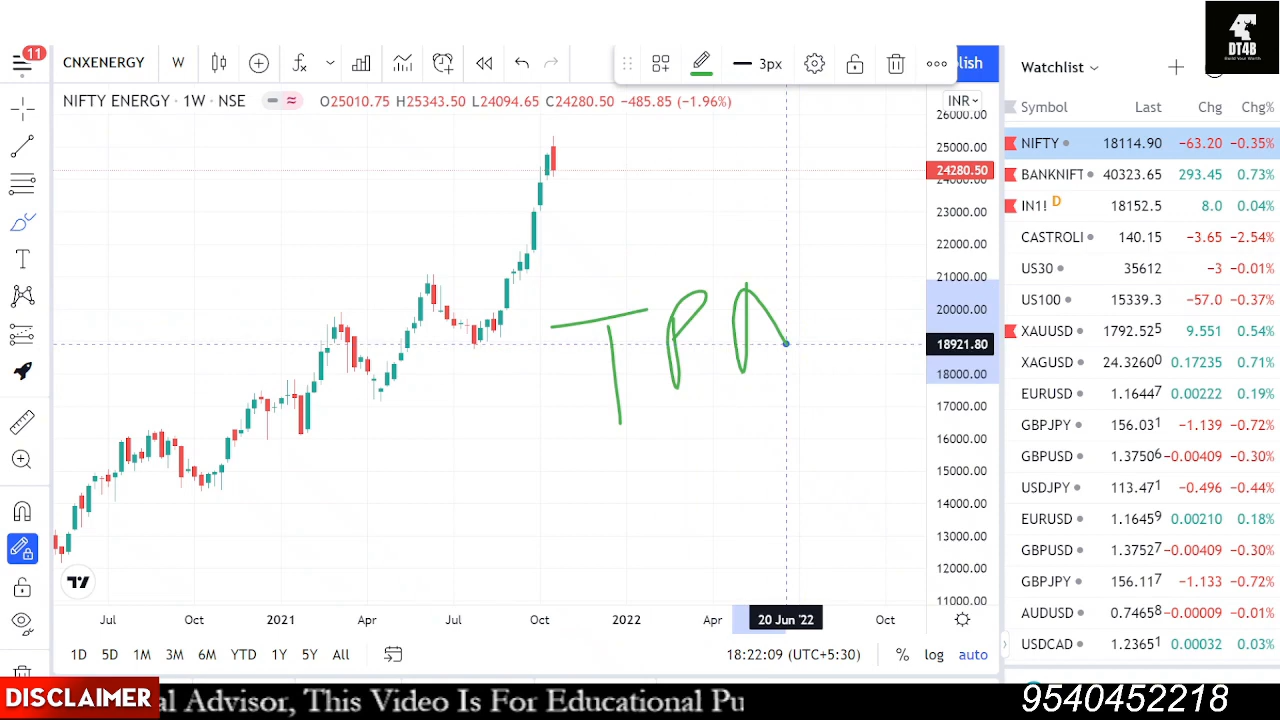 DT4B
Build Your Worth
11
CNXENERGY W 3px
NIFTY ENERGY · 1W · NSE O25010.75 H25343.50 L24094.65 C24280.50 −485.85 (−1.96%)
INR
26000.00
25000.00
24280.50
24000.00
23000.00
22000.00
21000.00
20000.00
18921.80
18000.00
17000.00
16000.00
15000.00
14000.00
13000.00
12000.00
11000.00
TPA
Jul Oct 2021 Apr Jul Oct 2022 Apr 20 Jun '22 Oct
1D 5D 1M 3M 6M YTD 1Y 5Y All 18:22:09 (UTC+5:30) % log auto
Watchlist
Symbol Last Chg Chg%
NIFTY 18114.90 −63.20 −0.35%
BANKNIFT 40323.65 293.45 0.73%
IN1! D 18152.5 8.0 0.04%
CASTROLI 140.15 −3.65 −2.54%
US30 35612 −3 −0.01%
US100 15339.3 −57.0 −0.37%
XAUUSD 1792.525 9.551 0.54%
XAGUSD 24.32600 0.17235 0.71%
EURUSD 1.16447 0.00222 0.19%
GBPJPY 156.031 −1.139 −0.72%
GBPUSD 1.37506 −0.00409 −0.30%
USDJPY 113.471 −0.496 −0.44%
EURUSD 1.16459 0.00210 0.18%
GBPUSD 1.37527 −0.00409 −0.30%
GBPJPY 156.117 −1.133 −0.72%
AUDUSD 0.74658 −0.00009 −0.01%
USDCAD 1.23651 0.00032 0.03%
DISCLAIMER al Advisor, This Video Is For Educational Pu
9540452218